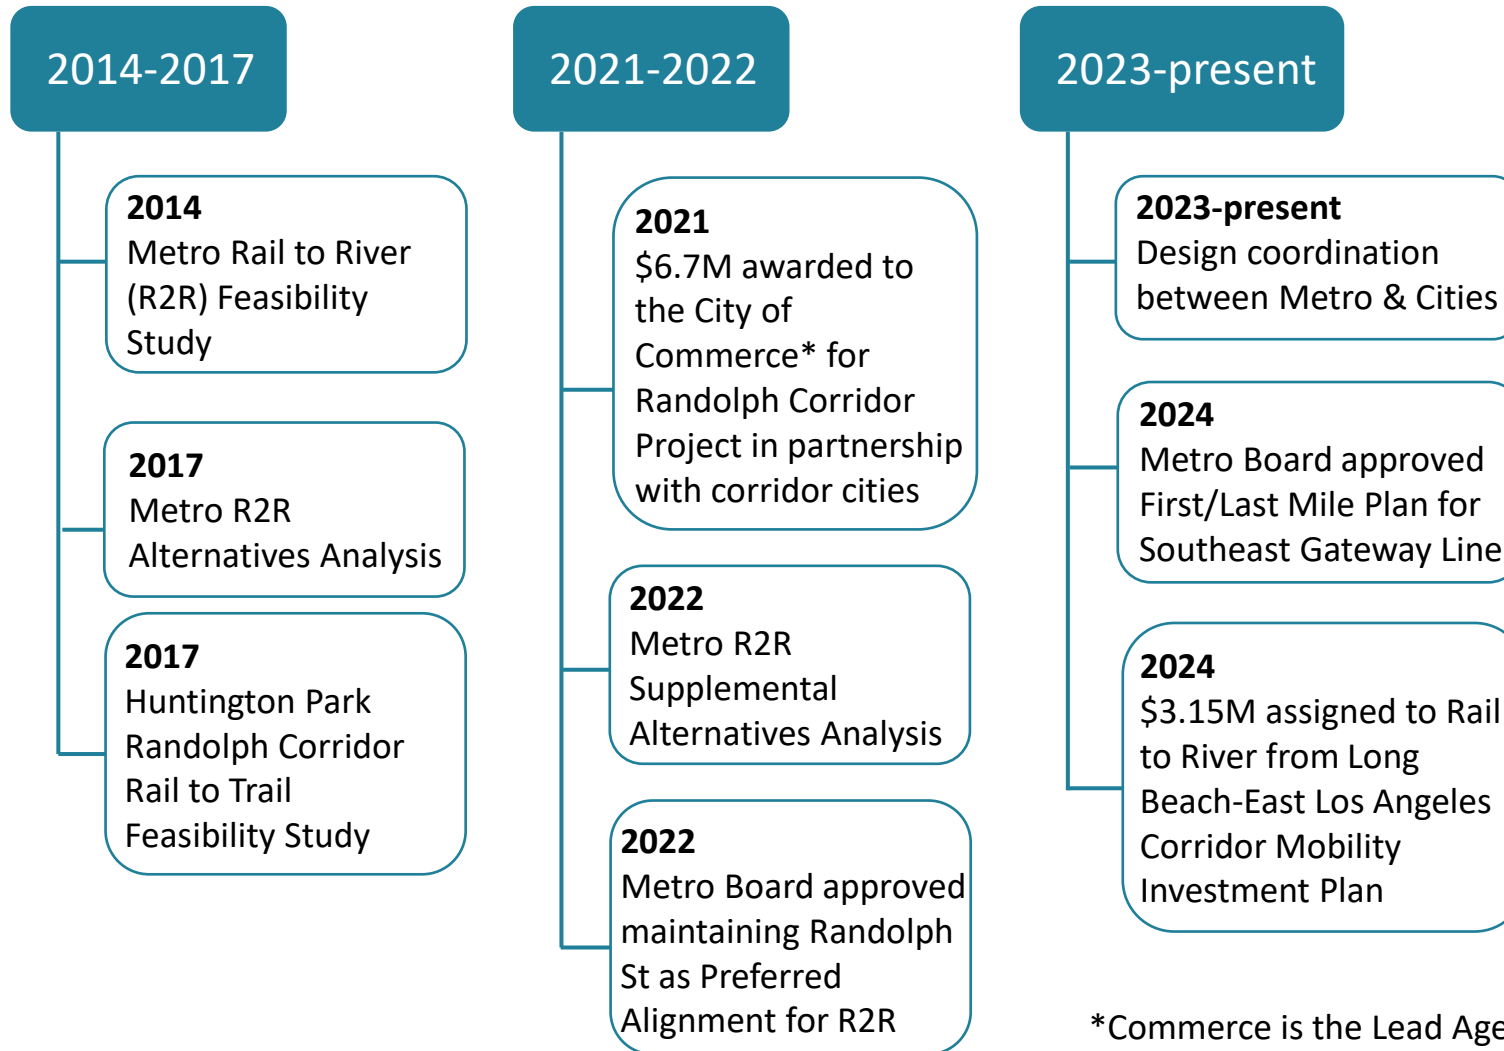 2014-2017
2014
Metro Rail to River
(R2R) Feasibility
Study
2017
Metro R2R
Alternatives Analysis
2017
Huntington Park
Randolph Corridor
Rail to Trail
Feasibility Study
2021-2022
2021
$6.7M awarded to
the City of
Commerce* for
Randolph Corridor
Project in partnership
with corridor cities
2022
Metro R2R
Supplemental
Alternatives Analysis
2022
Metro Board approved
maintaining Randolph
St as Preferred
Alignment for R2R
2023-present
2023-present
Design coordination
between Metro & Cities
2024
Metro Board approved
First/Last Mile Plan for
Southeast Gateway Line
2024
$3.15M assigned to Rail
to River from Long
Beach-East Los Angeles
Corridor Mobility
Investment Plan
*Commerce is the Lead